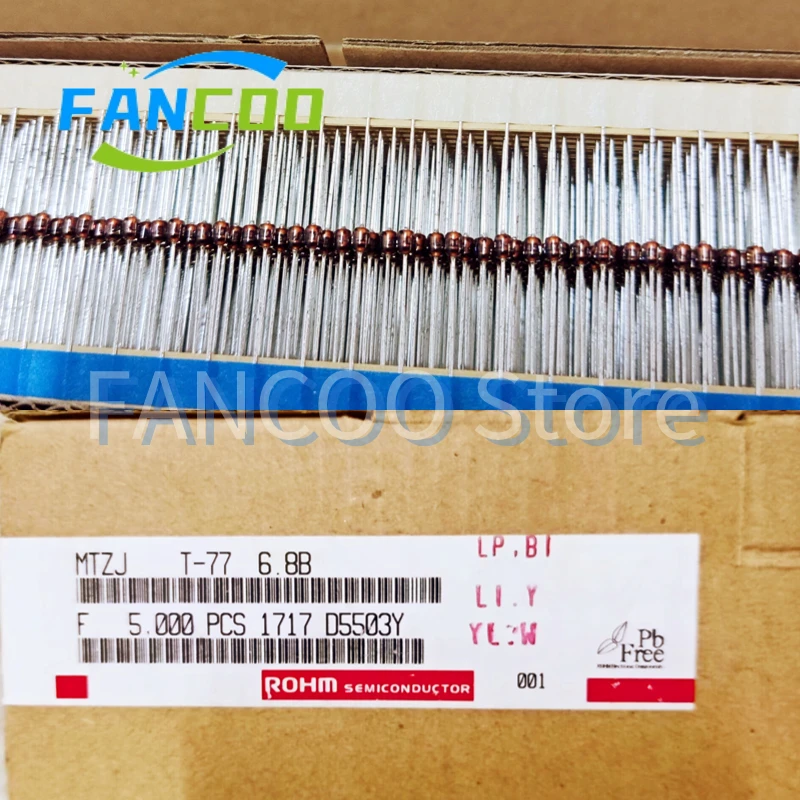 FANCOO
FANCOO Store
MTZJ T-77 6.8B
LP,BI
LI.Y
F 5.000 PCS 1717 D5503Y
Pb
Free
ROHM SEMICONDUCTOR
001